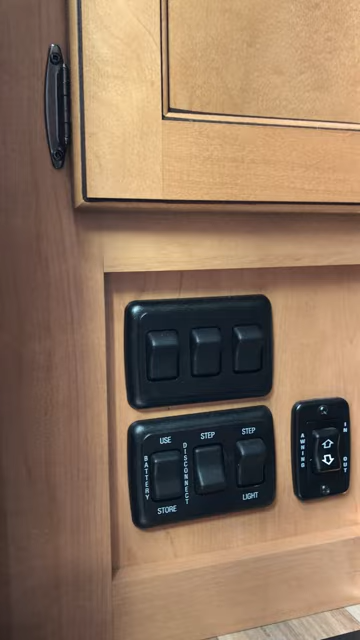 USE
STEP
STEP
BATTERY
DISCONNECT
STORE
LIGHT
AWNING
IN
OUT